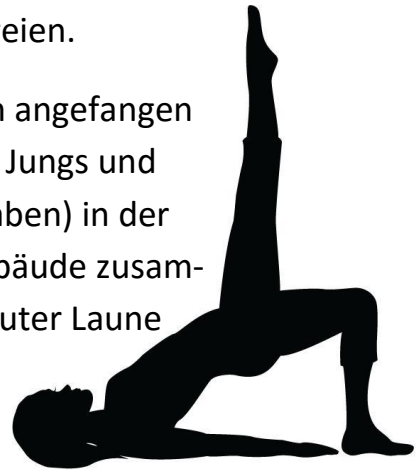 eien.
n angefangen
Jungs und
aben) in der
bäude zusam-
uter Laune